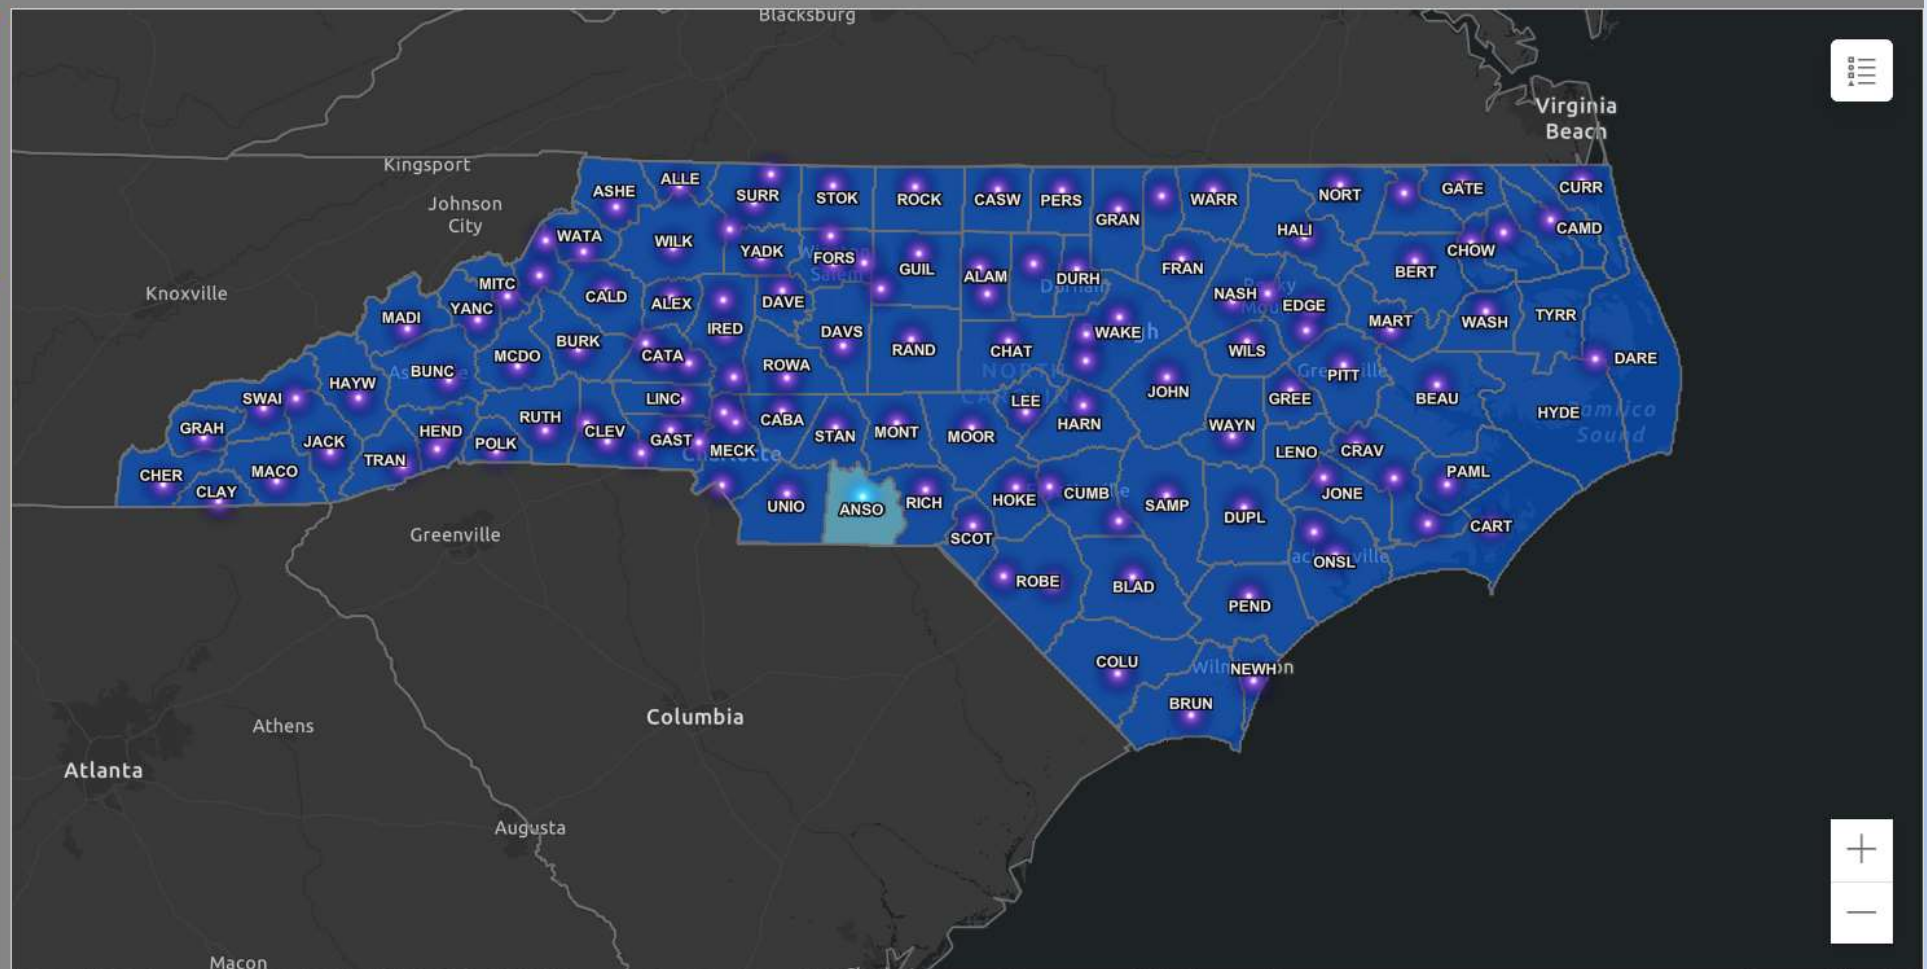 Blacksburg
Virginia
Beach
Kingsport
Johnson
City
Knoxville
ASHE
ALLE
SURR
STOK
ROCK
CASW
PERS
GRAN
WARR
NORT
GATE
CURR
CAMD
WATA
WILK
YADK
FORS
GUIL
ALAM
DURH
FRAN
HALI
BERT
CHOW
MITC
YANC
MADI
CALD
ALEX
IRED
DAVE
DAVS
RAND
CHAT
WAKE
NASH
EDGE
WILS
MART
WASH
TYRR
DARE
BUNC
MCDO
BURK
CATA
ROWA
LINC
HAYW
SWAI
GRAH
CHER
CLAY
MACO
JACK
TRAN
HEND
POLK
RUTH
CLEV
GAST
MECK
Charlotte
CABA
STAN
MONT
MOOR
LEE
HARN
JOHN
WAYN
GREE
PITT
BEAU
HYDE
Pamlico
Sound
LENO
CRAV
PAML
JONE
CART
UNIO
ANSO
RICH
SCOT
HOKE
CUMB
SAMP
DUPL
ONSL
ROBE
BLAD
PEND
COLU
NEWH
BRUN
Greenville
Columbia
Athens
Atlanta
Augusta
Macon